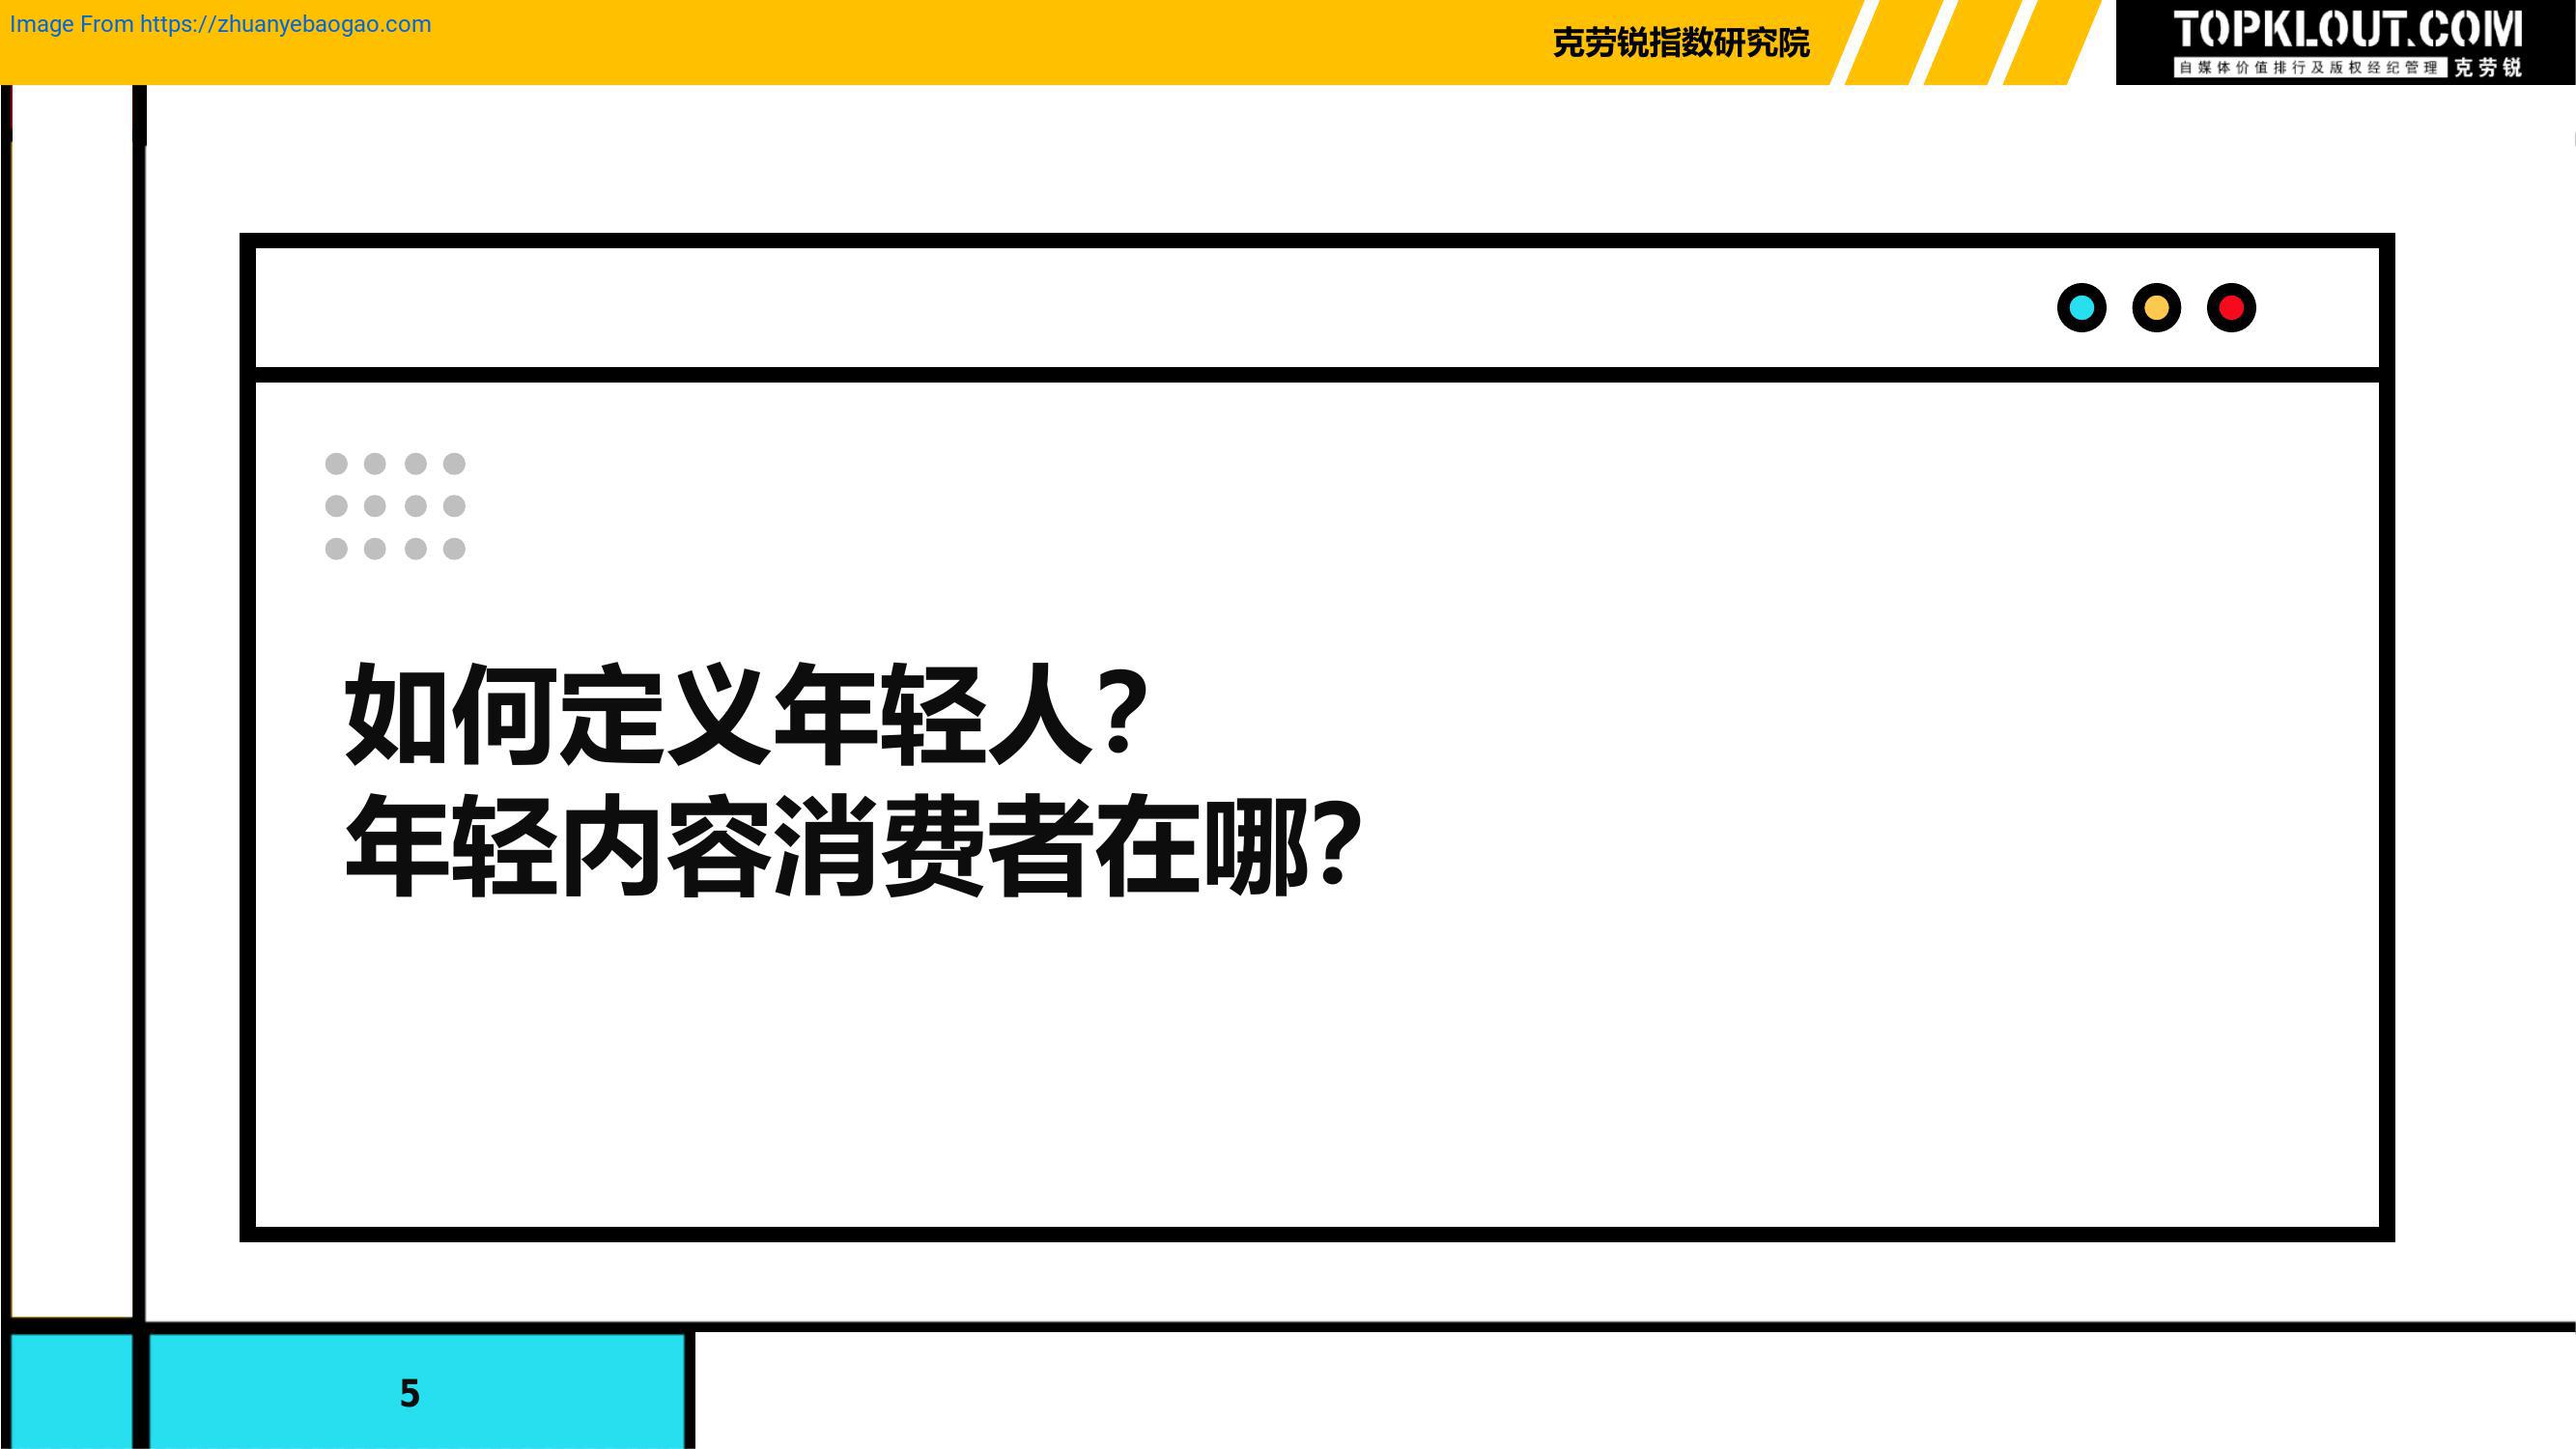 Image From https://zhuanyebaogao.com
克劳锐指数研究院
TOPKLOUT.COM
自媒体价值排行及版权经纪管理 克劳锐
如何定义年轻人？
年轻内容消费者在哪？
5